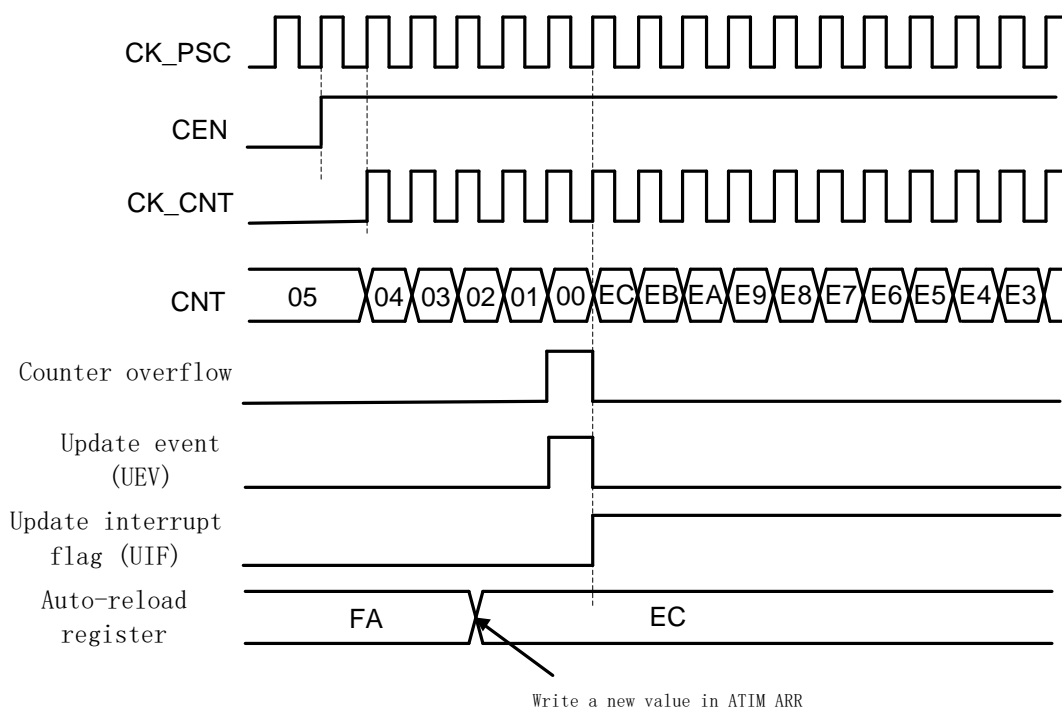 CK_PSC
CEN
CK_CNT
CNT 05 04 03 02 01 00 EC EB EA E9 E8 E7 E6 E5 E4 E3
Counter overflow
Update event
(UEV)
Update interrupt
flag (UIF)
Auto-reload
register
FA EC
Write a new value in ATIM ARR